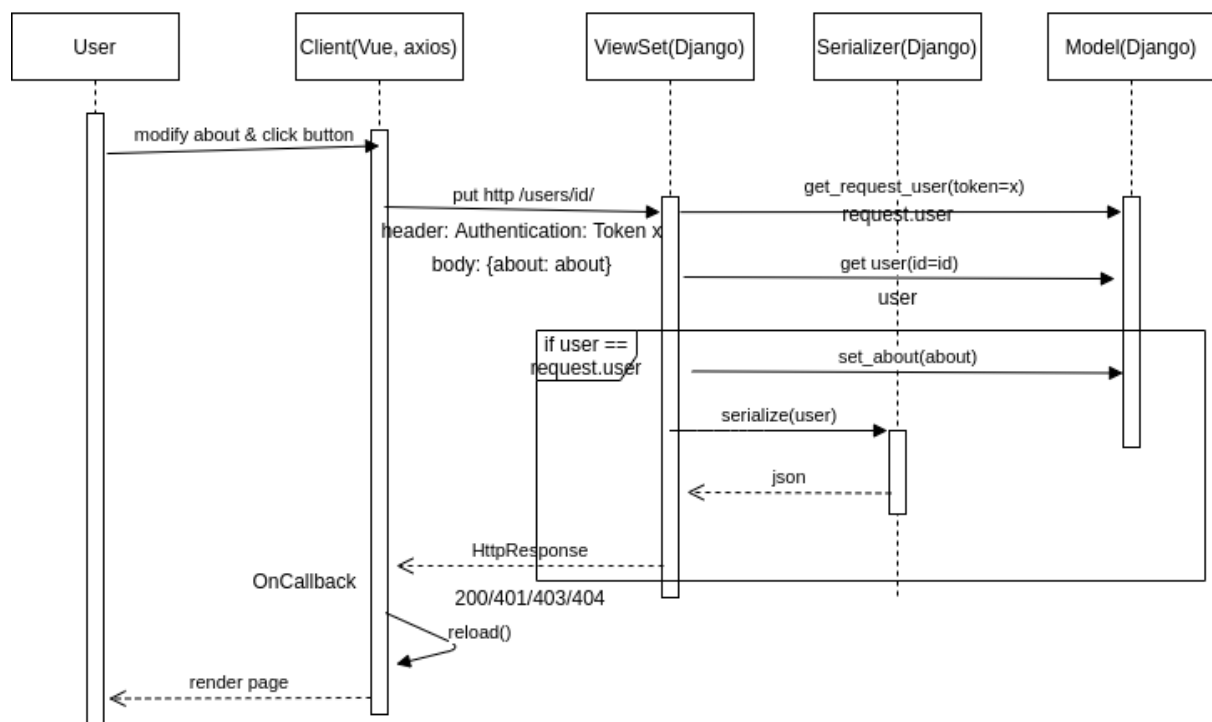 User
Client(Vue, axios)
ViewSet(Django)
Serializer(Django)
Model(Django)
modify about & click button
put http /users/id/
header: Authentication: Token x
body: {about: about}
get_request_user(token=x)
request.user
get user(id=id)
user
if user ==
request.user
set_about(about)
serialize(user)
json
HttpResponse
OnCallback
200/401/403/404
reload()
render page